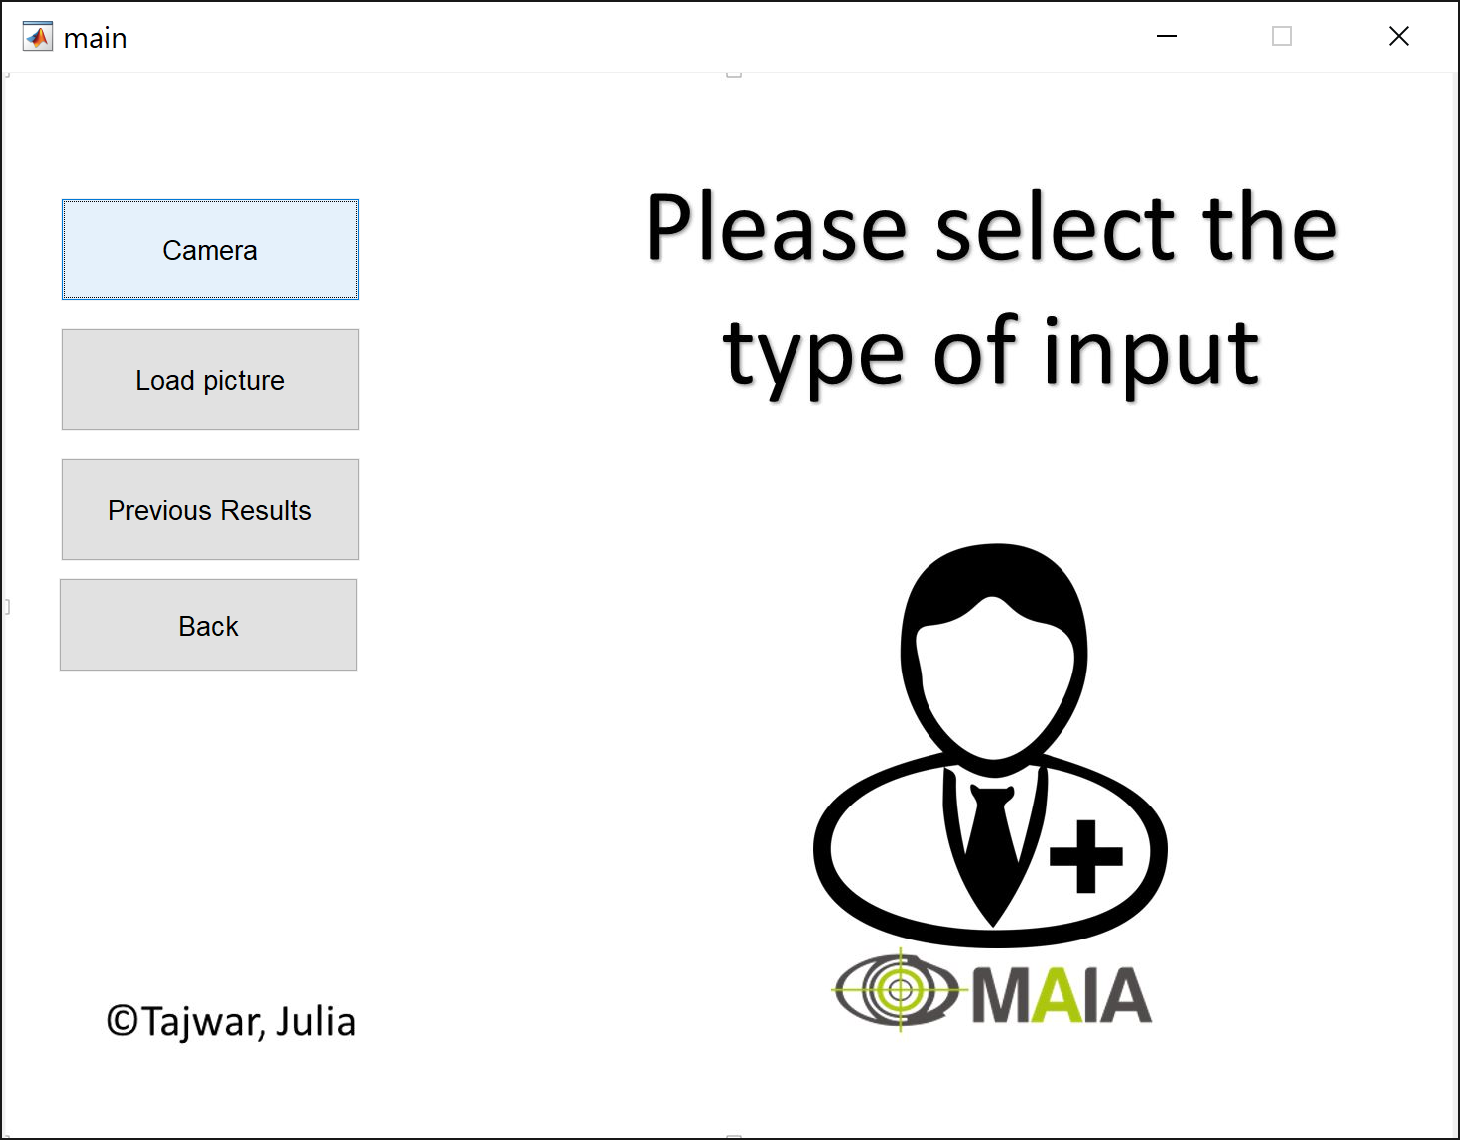 main
Camera
Load picture
Previous Results
Back
Please select the
type of input
MAIA
©Tajwar, Julia